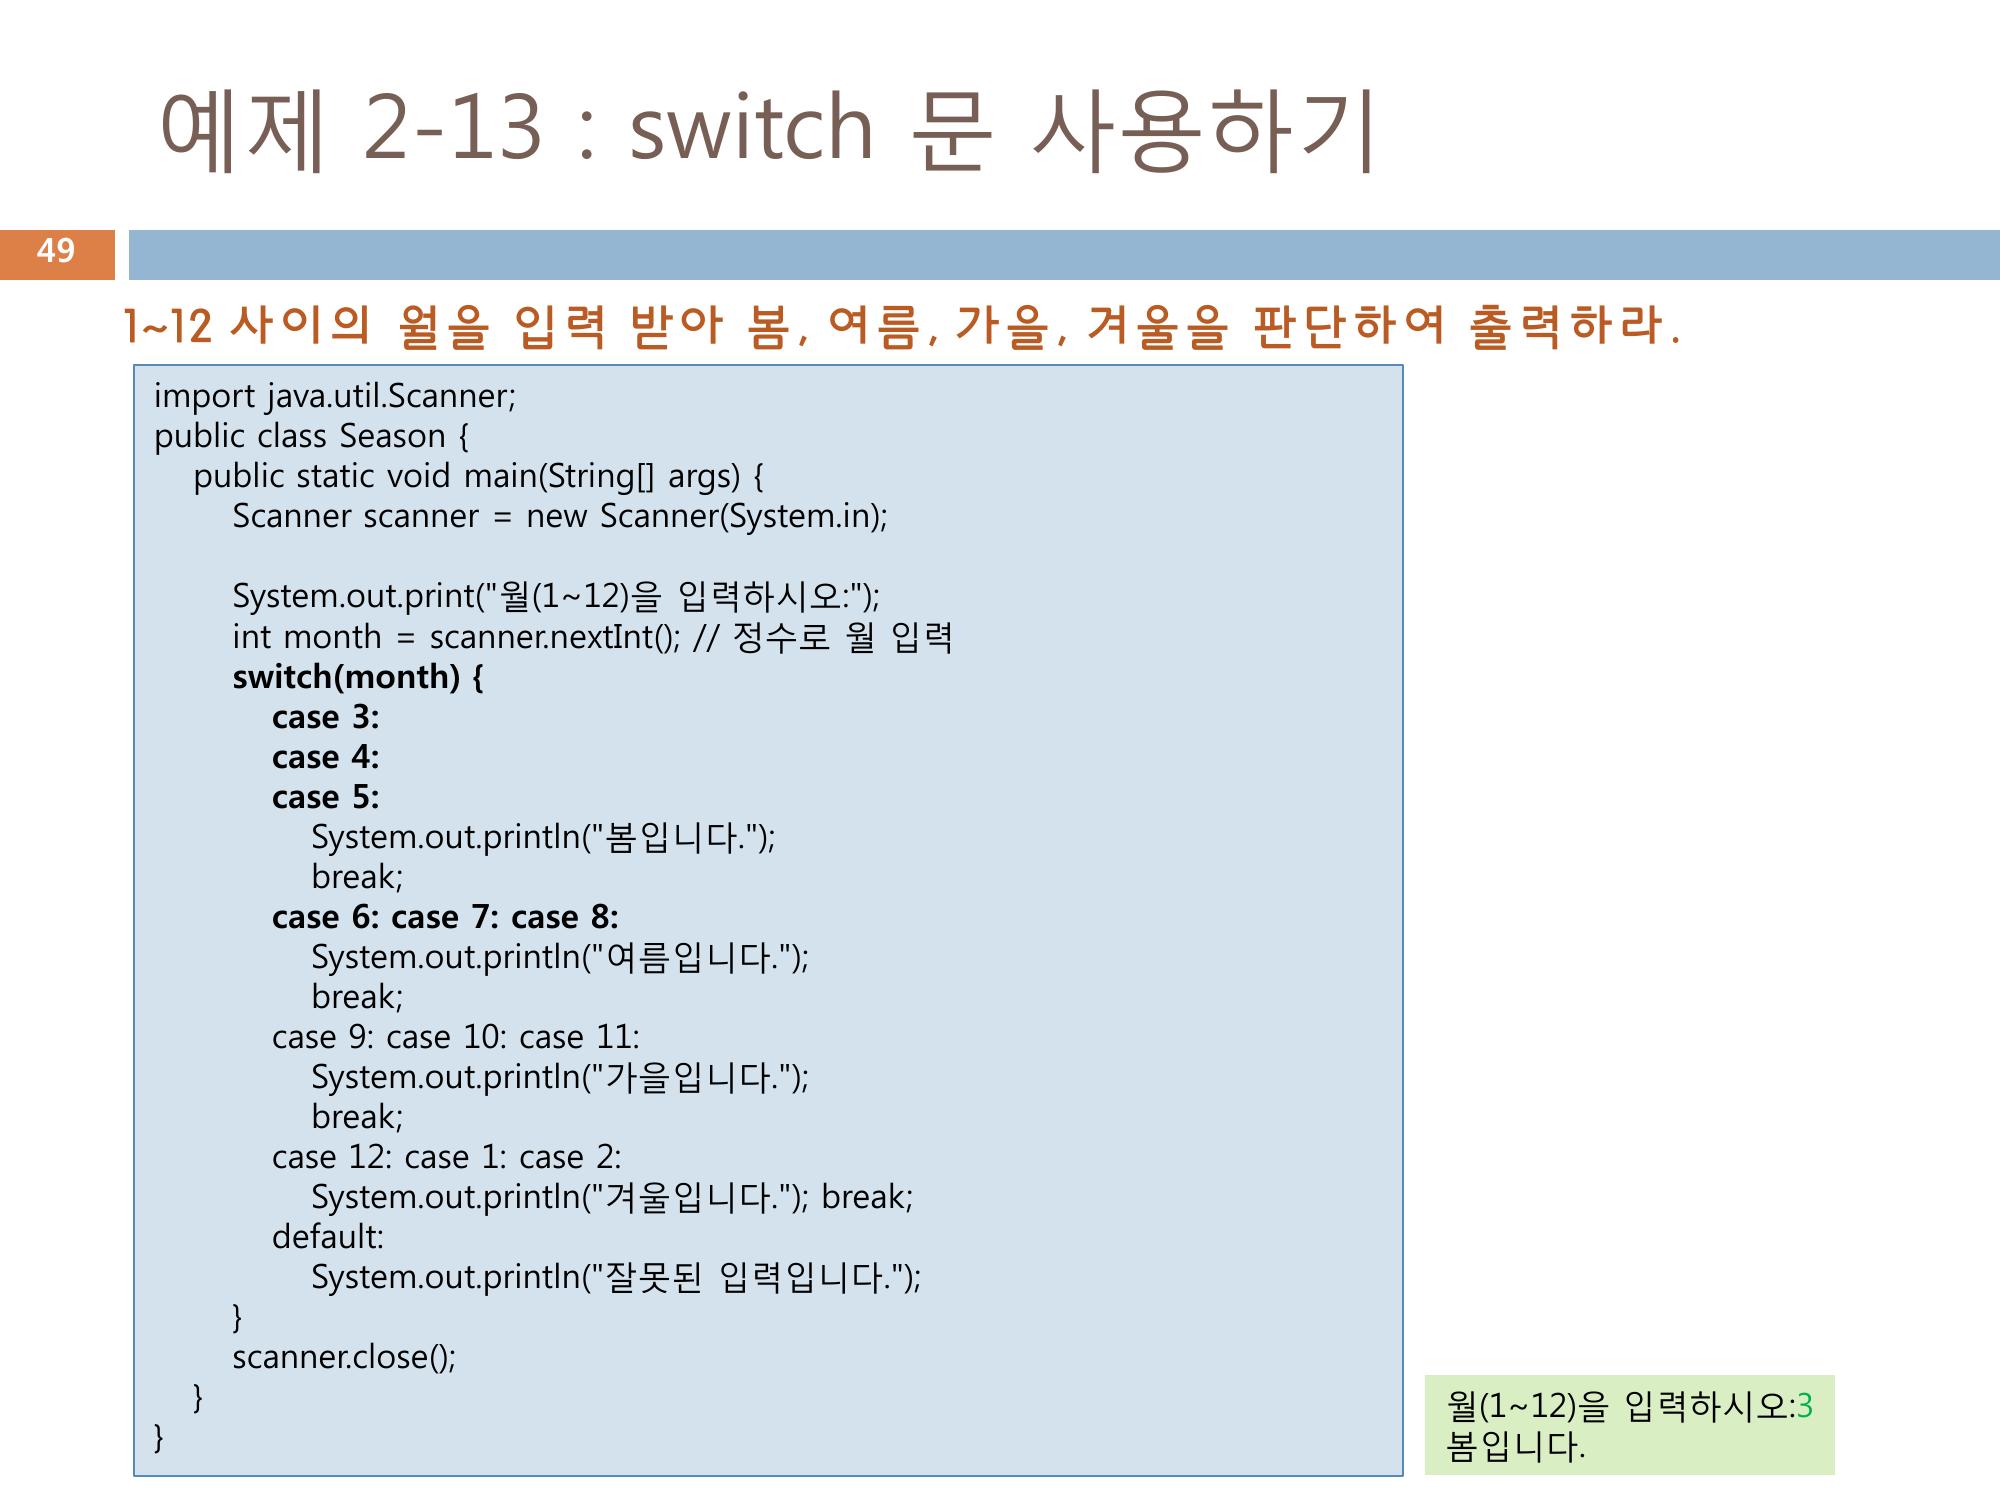 예제 2-13 : switch 문 사용하기
49
1~12 사이의 월을 입력 받아 봄, 여름, 가을, 겨울을 판단하여 출력하라.
import java.util.Scanner;
public class Season {
public static void main(String[] args) {
Scanner scanner = new Scanner(System.in);
System.out.print("월(1~12)을 입력하시오:");
int month = scanner.nextInt(); // 정수로 월 입력
switch(month) {
case 3:
case 4:
case 5:
System.out.println("봄입니다.");
break;
case 6: case 7: case 8:
System.out.println("여름입니다.");
break;
case 9: case 10: case 11:
System.out.println("가을입니다.");
break;
case 12: case 1: case 2:
System.out.println("겨울입니다."); break;
default:
System.out.println("잘못된 입력입니다.");
}
scanner.close();
}
}
월(1~12)을 입력하시오:3
봄입니다.